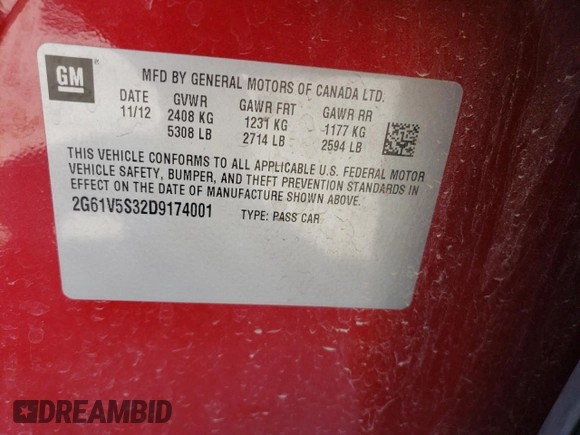 GM
®
MFD BY GENERAL MOTORS OF CANADA LTD.
DATE GVWR GAWR FRT GAWR RR
11/12 2408 KG 1231 KG 1177 KG
5308 LB 2714 LB 2594 LB
THIS VEHICLE CONFORMS TO ALL APPLICABLE U.S. FEDERAL MOTOR
VEHICLE SAFETY, BUMPER, AND THEFT PREVENTION STANDARDS IN
EFFECT ON THE DATE OF MANUFACTURE SHOWN ABOVE.
2G61V5S32D9174001 TYPE: PASS CAR
DREAMBID